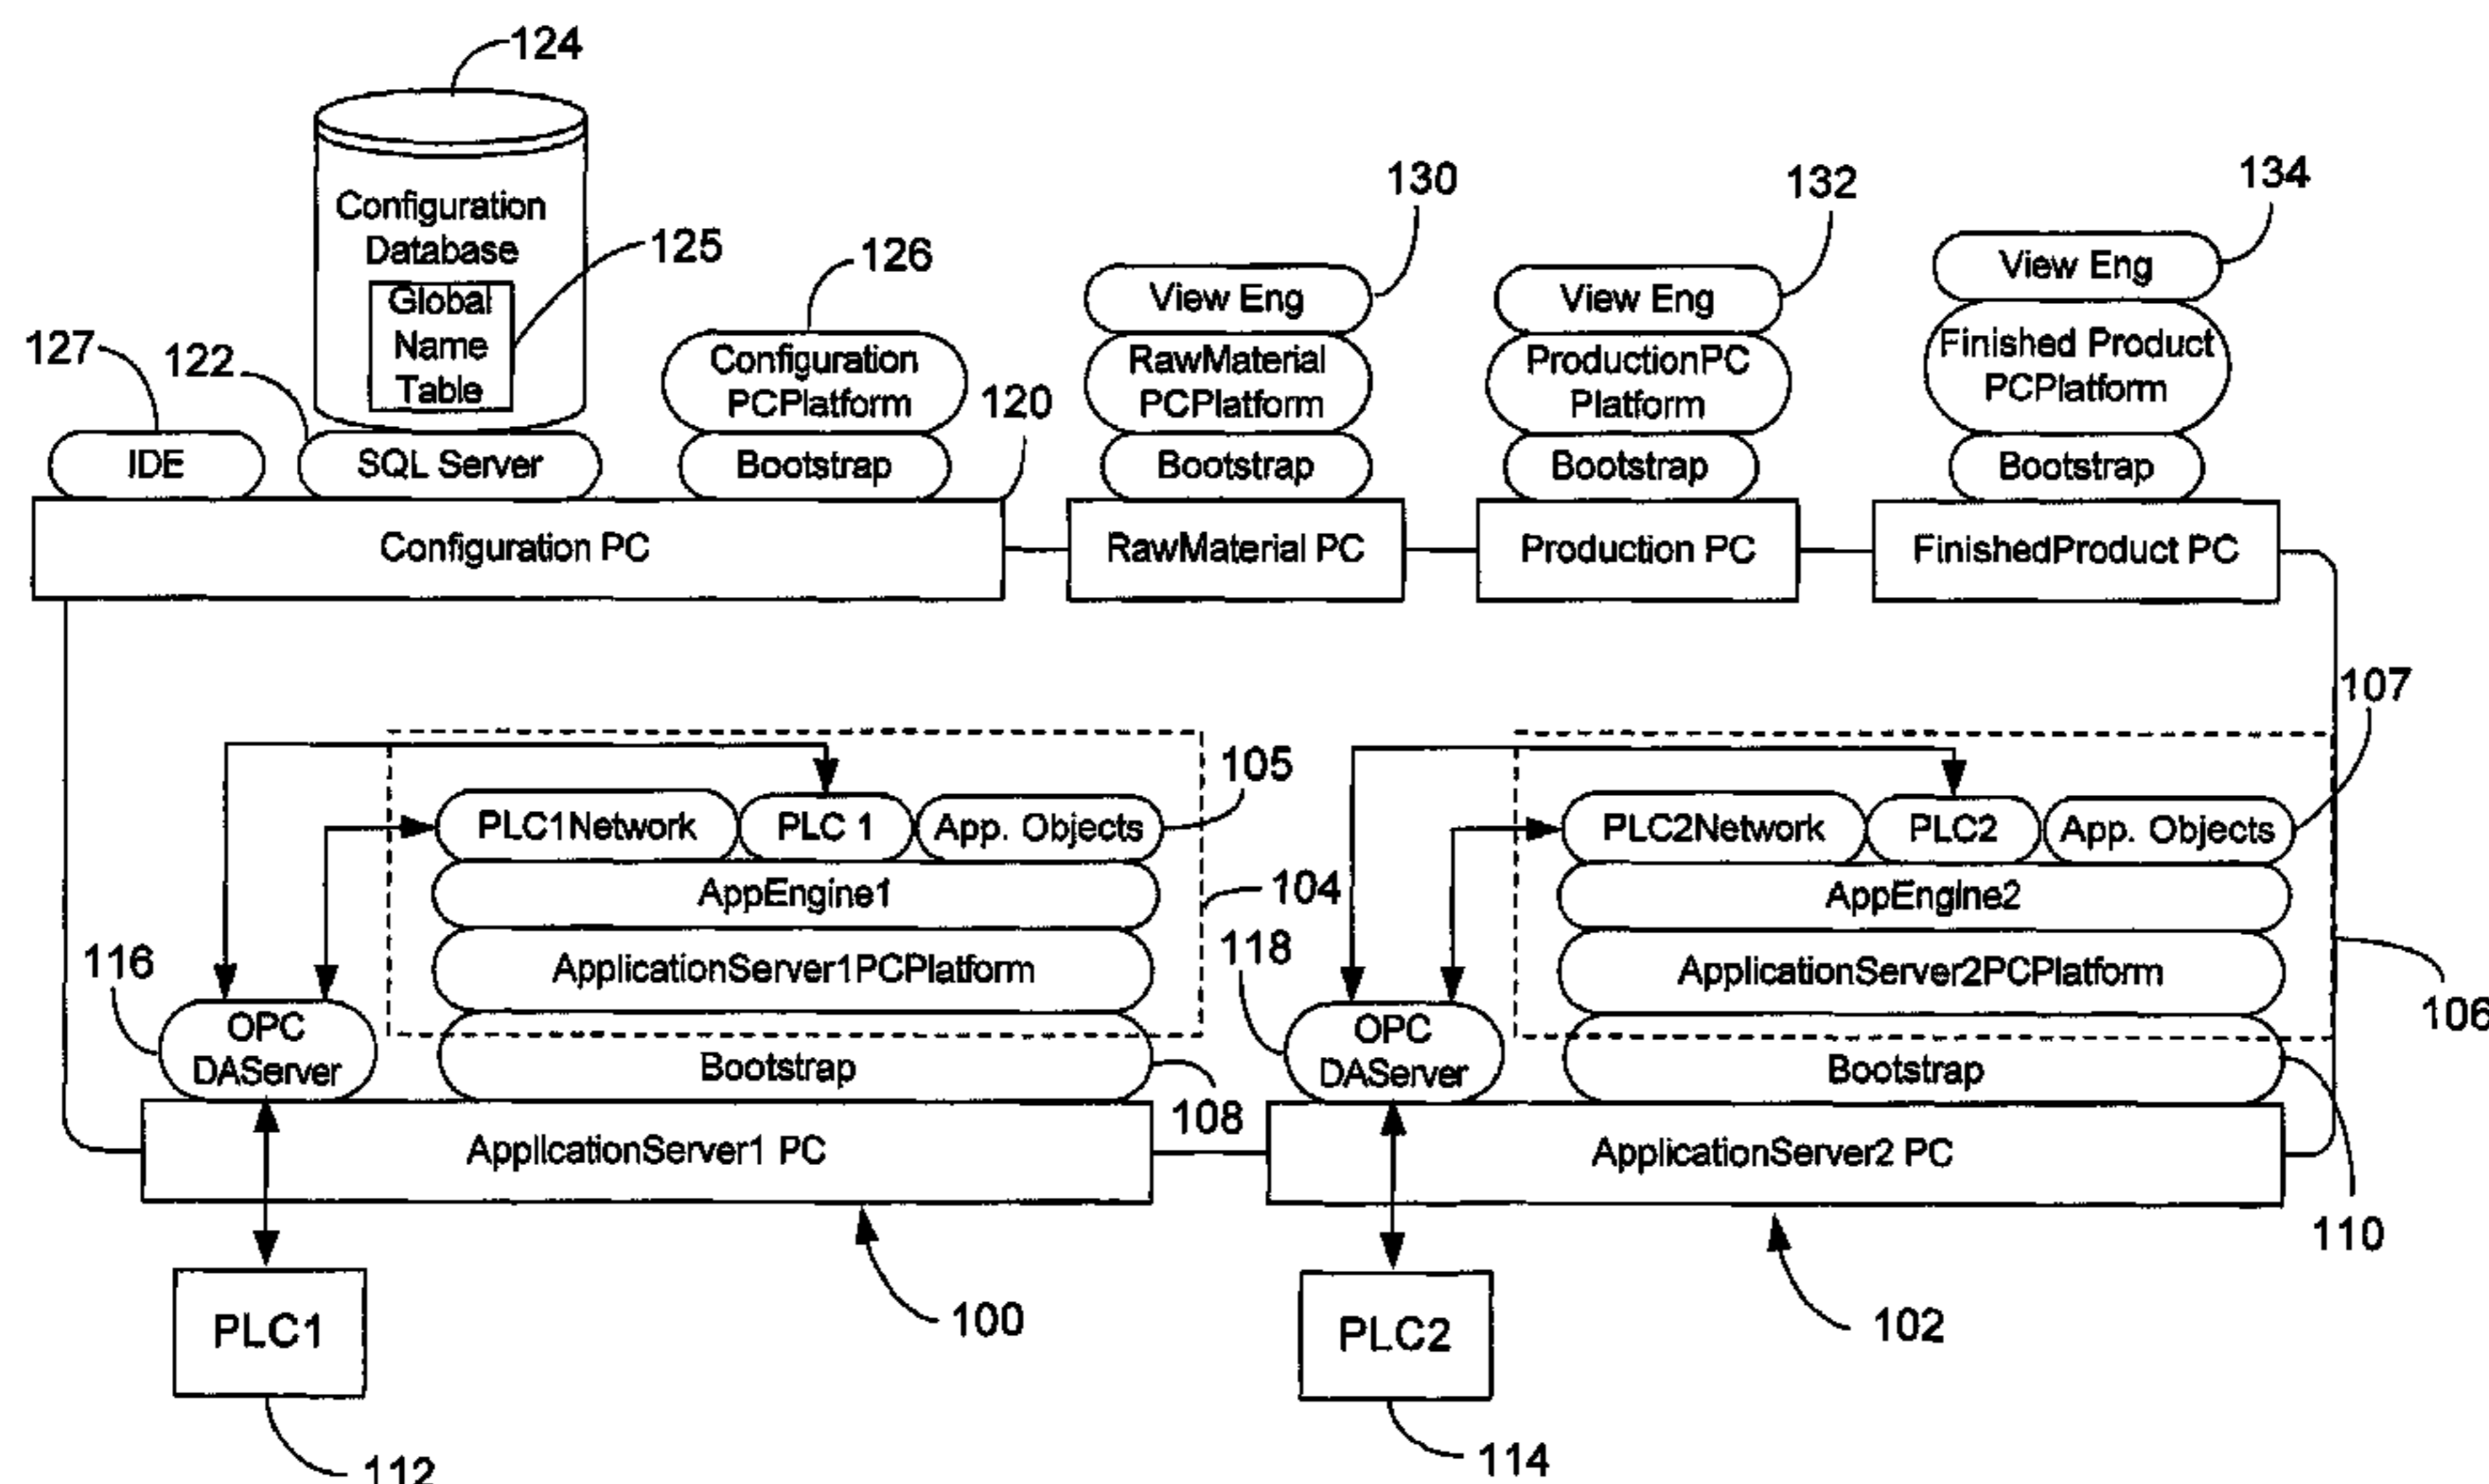 124
Configuration
Database
125
Global
Name
Table
127
122
126
Configuration
PCPlatform
120
130
View Eng
RawMaterial
PCPlatform
132
View Eng
ProductionPC
Platform
134
View Eng
Finished Product
PCPlatform
IDE
SQL Server
Bootstrap
Bootstrap
Bootstrap
Bootstrap
Configuration PC
RawMaterial PC
Production PC
FinishedProduct PC
107
105
PLC1Network
PLC 1
App. Objects
PLC2Network
PLC2
App. Objects
104
AppEngine1
AppEngine2
116
118
ApplicationServer1PCPlatform
ApplicationServer2PCPlatform
106
OPC
DAServer
Bootstrap
OPC
DAServer
Bootstrap
108
ApplicationServer1 PC
ApplicationServer2 PC
110
PLC1
100
PLC2
102
112
114